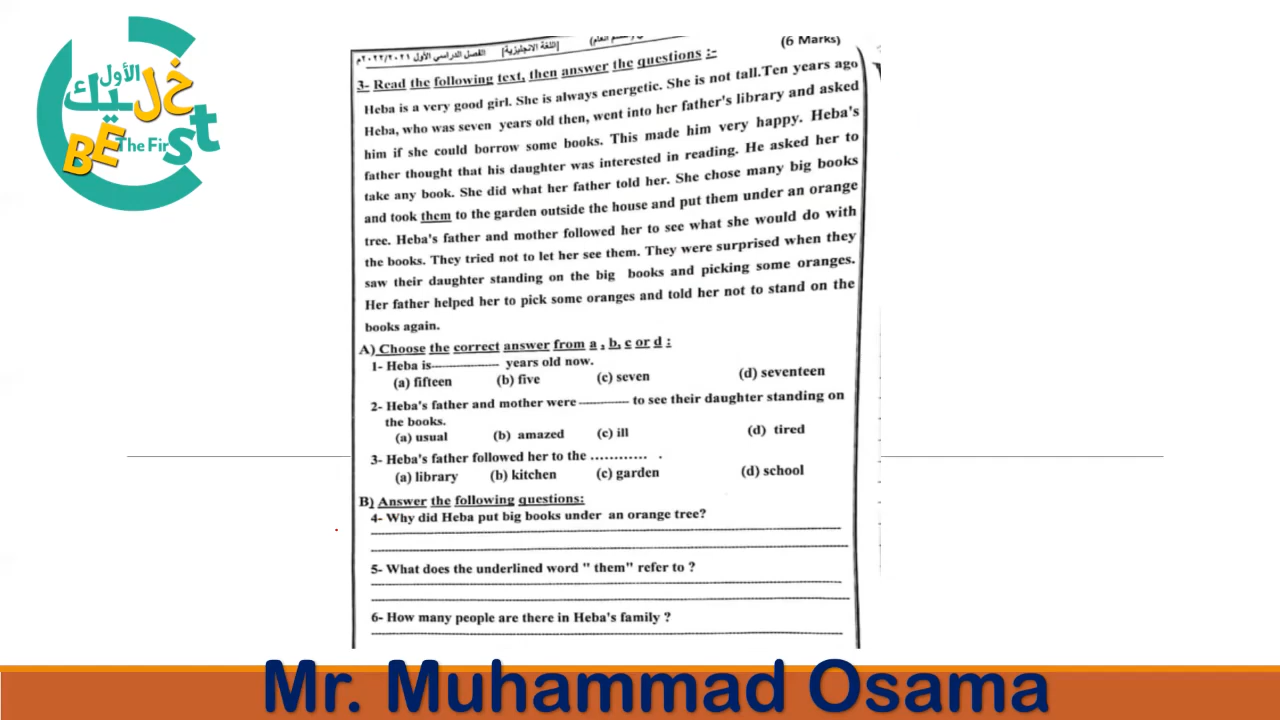 خليك
الأول
BE
The First
الفصل الدراسي الأول ٢٠٢٢/٢٠٢١م
[اللغة الانجليزية]
(6 Marks)
3- Read the following text, then answer the questions :-
Heba is a very good girl. She is always energetic. She is not tall.Ten years ago
Heba, who was seven years old then, went into her father's library and asked
him if she could borrow some books. This made him very happy. Heba's
father thought that his daughter was interested in reading. He asked her to
take any book. She did what her father told her. She chose many big books
and took them to the garden outside the house and put them under an orange
tree. Heba's father and mother followed her to see what she would do with
the books. They tried not to let her see them. They were surprised when they
saw their daughter standing on the big books and picking some oranges.
Her father helped her to pick some oranges and told her not to stand on the
books again.
A) Choose the correct answer from a , b, c or d :
1- Heba is------------------ years old now.
(a) fifteen (b) five (c) seven (d) seventeen
2- Heba's father and mother were ------------- to see their daughter standing on
the books.
(a) usual (b) amazed (c) ill (d) tired
3- Heba's father followed her to the ............ .
(a) library (b) kitchen (c) garden (d) school
B) Answer the following questions:
4- Why did Heba put big books under an orange tree?
5- What does the underlined word " them" refer to ?
6- How many people are there in Heba's family ?
Mr. Muhammad Osama